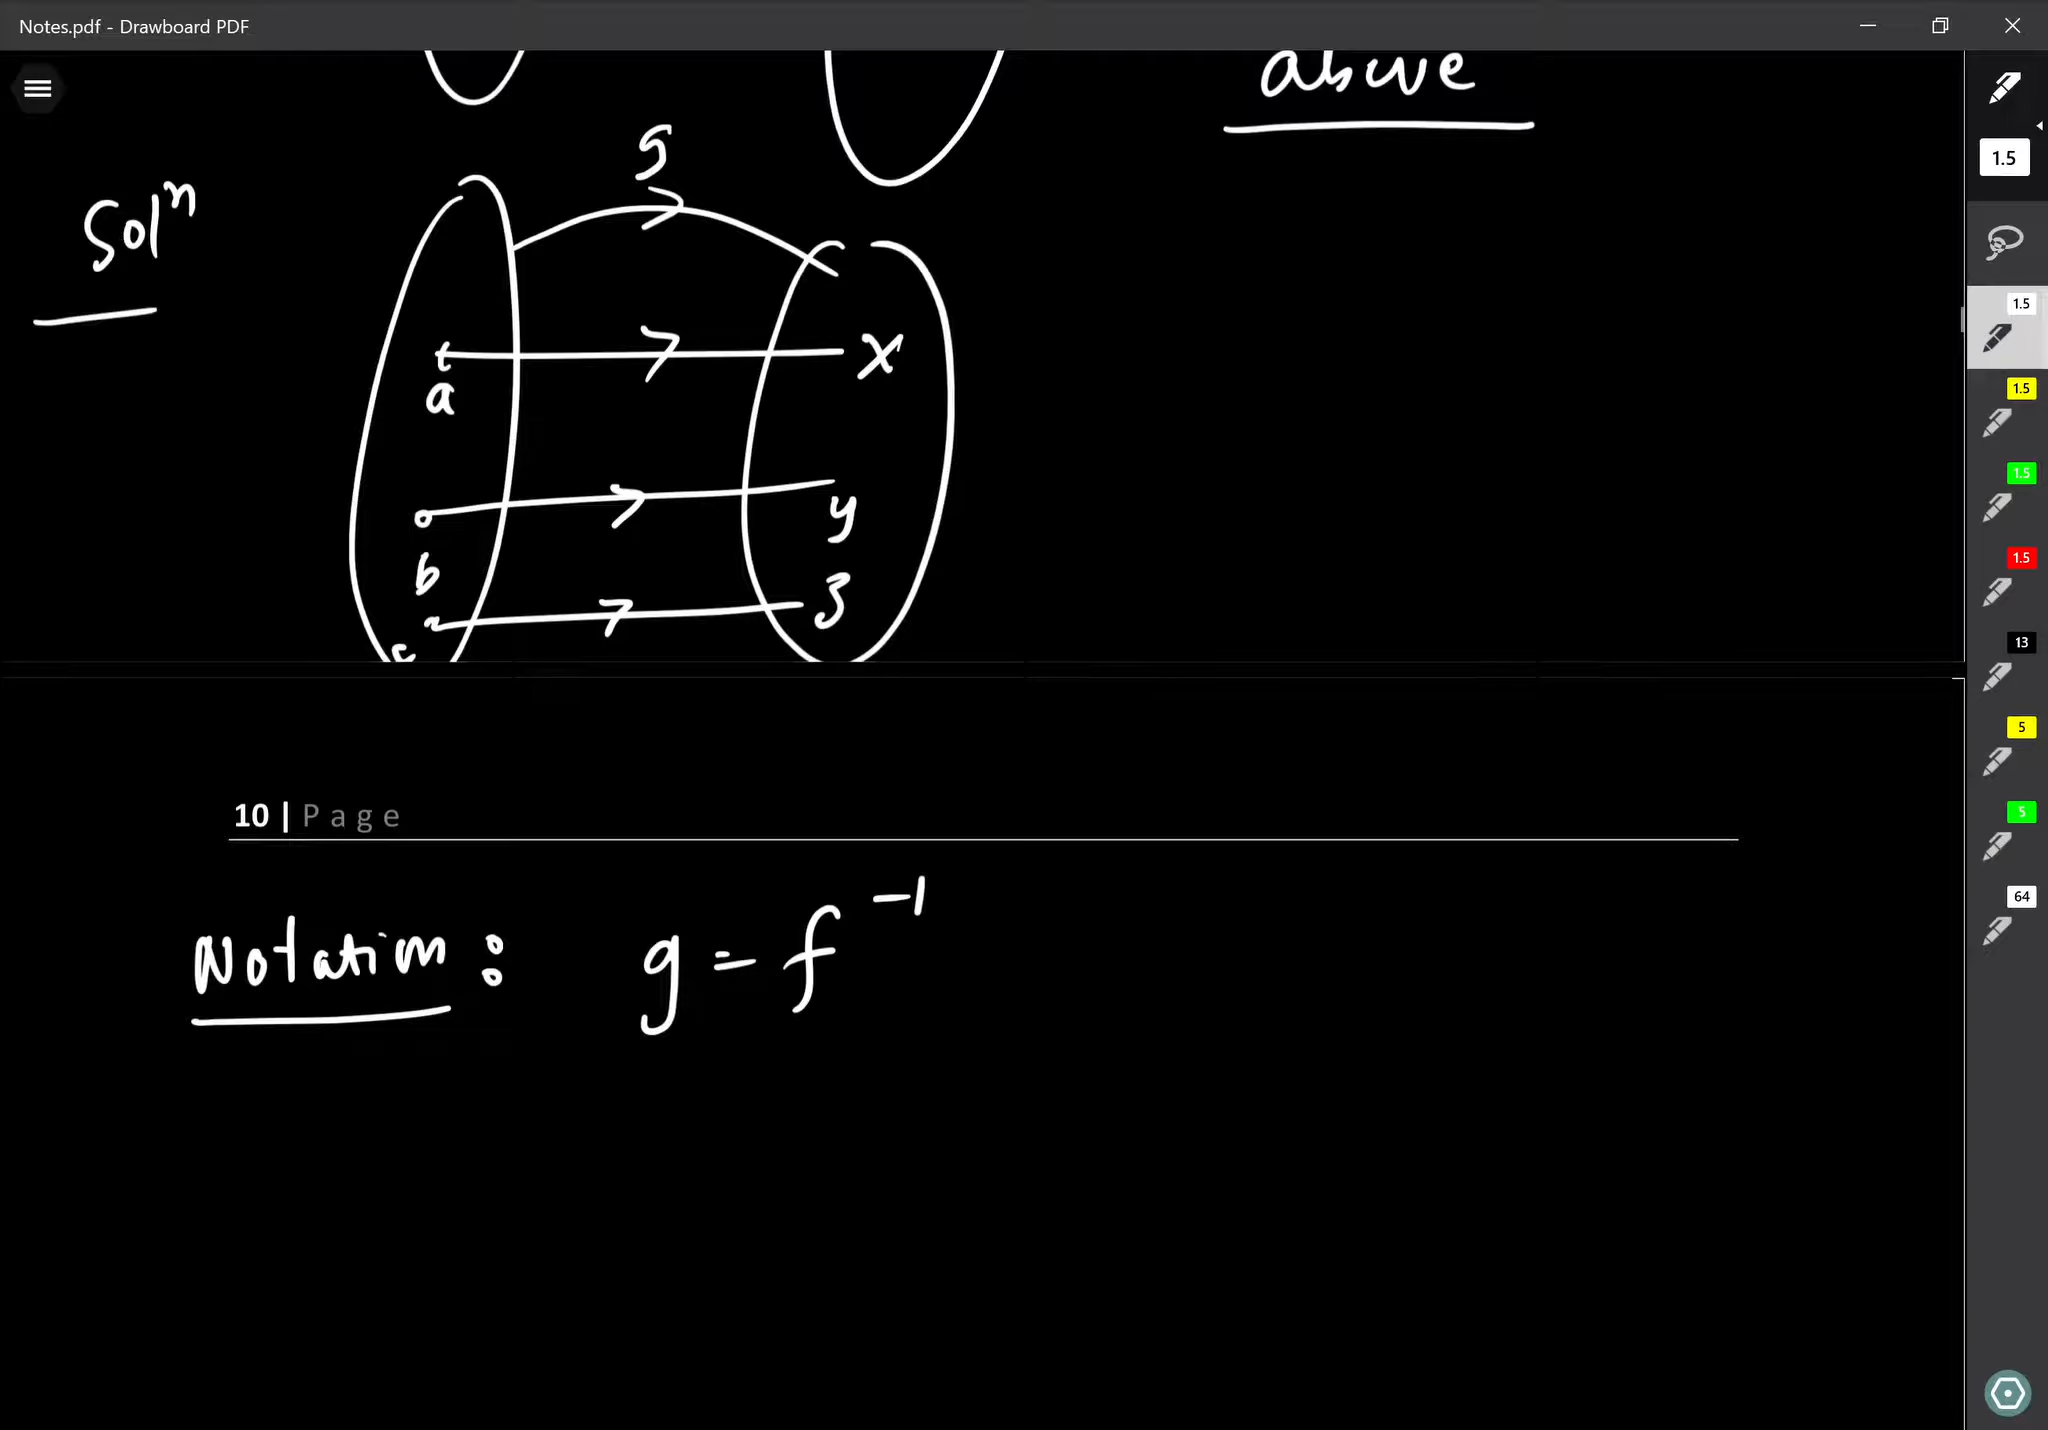 Notes.pdf - Drawboard PDF
above
1.5
Solⁿ
g
1.5
x
a
1.5
1.5
y
b
1.5
z
c
13
5
10 | Page
5
Notation : g = f⁻¹
64